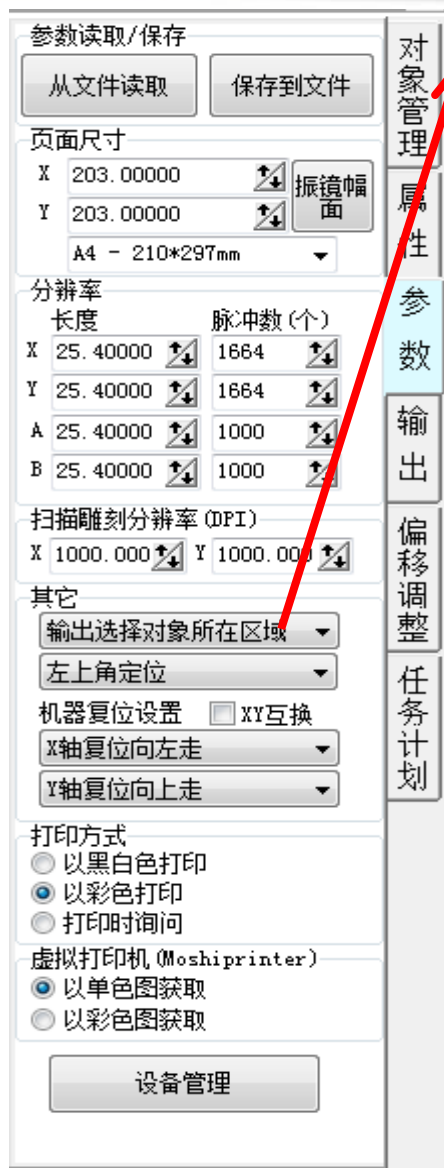 参数读取/保存
从文件读取 保存到文件
页面尺寸
X 203.00000
Y 203.00000
振镜幅面
A4 - 210*297mm
分辨率
长度 脉冲数(个)
X 25.40000 1664
Y 25.40000 1664
A 25.40000 1000
B 25.40000 1000
扫描雕刻分辨率(DPI)
X 1000.000 Y 1000.000
其它
输出选择对象所在区域
左上角定位
机器复位设置 XY互换
X轴复位向左走
Y轴复位向上走
打印方式
以黑白色打印
以彩色打印
打印时询问
虚拟打印机(Moshiprinter)
以单色图获取
以彩色图获取
设备管理
对象管理
属性
参数
输出
偏移调整
任务计划